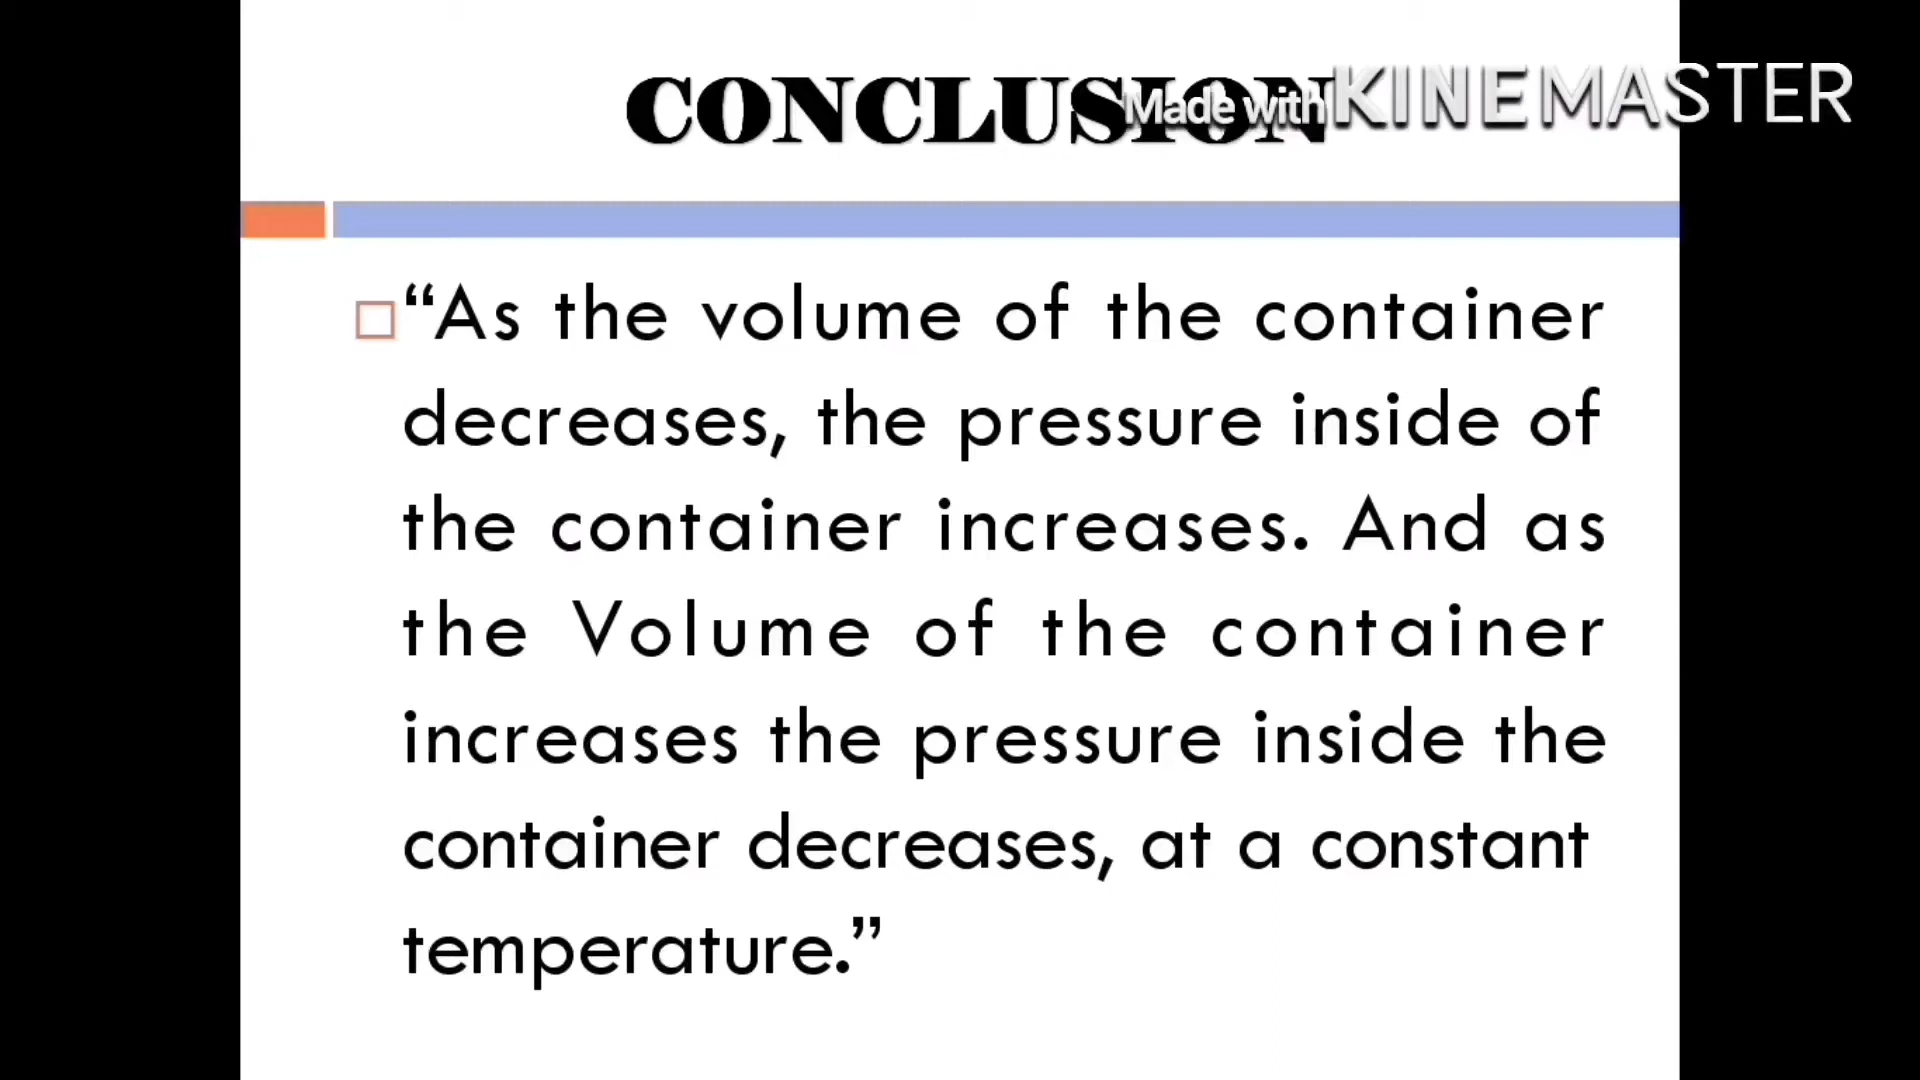 CONCLUSION
Made with KINEMASTER
“As the volume of the container
decreases, the pressure inside of
the container increases. And as
the Volume of the container
increases the pressure inside the
container decreases, at a constant
temperature.”